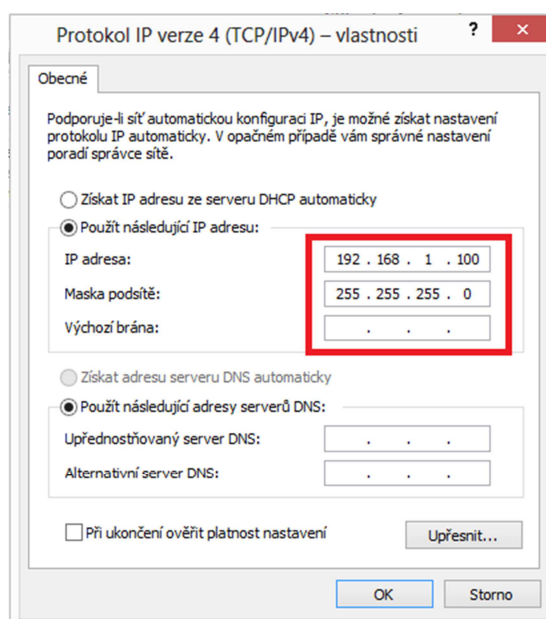 Protokol IP verze 4 (TCP/IPv4) – vlastnosti
?
Obecné
Podporuje-li síť automatickou konfiguraci IP, je možné získat nastavení
protokolu IP automaticky. V opačném případě vám správné nastavení
poradí správce sítě.
Získat IP adresu ze serveru DHCP automaticky
Použít následující IP adresu:
IP adresa: 192 . 168 . 1 . 100
Maska podsítě: 255 . 255 . 255 . 0
Výchozí brána: . . .
Získat adresu serveru DNS automaticky
Použít následující adresy serverů DNS:
Upřednostňovaný server DNS: . . .
Alternativní server DNS: . . .
Při ukončení ověřit platnost nastavení
Upřesnit...
OK Storno